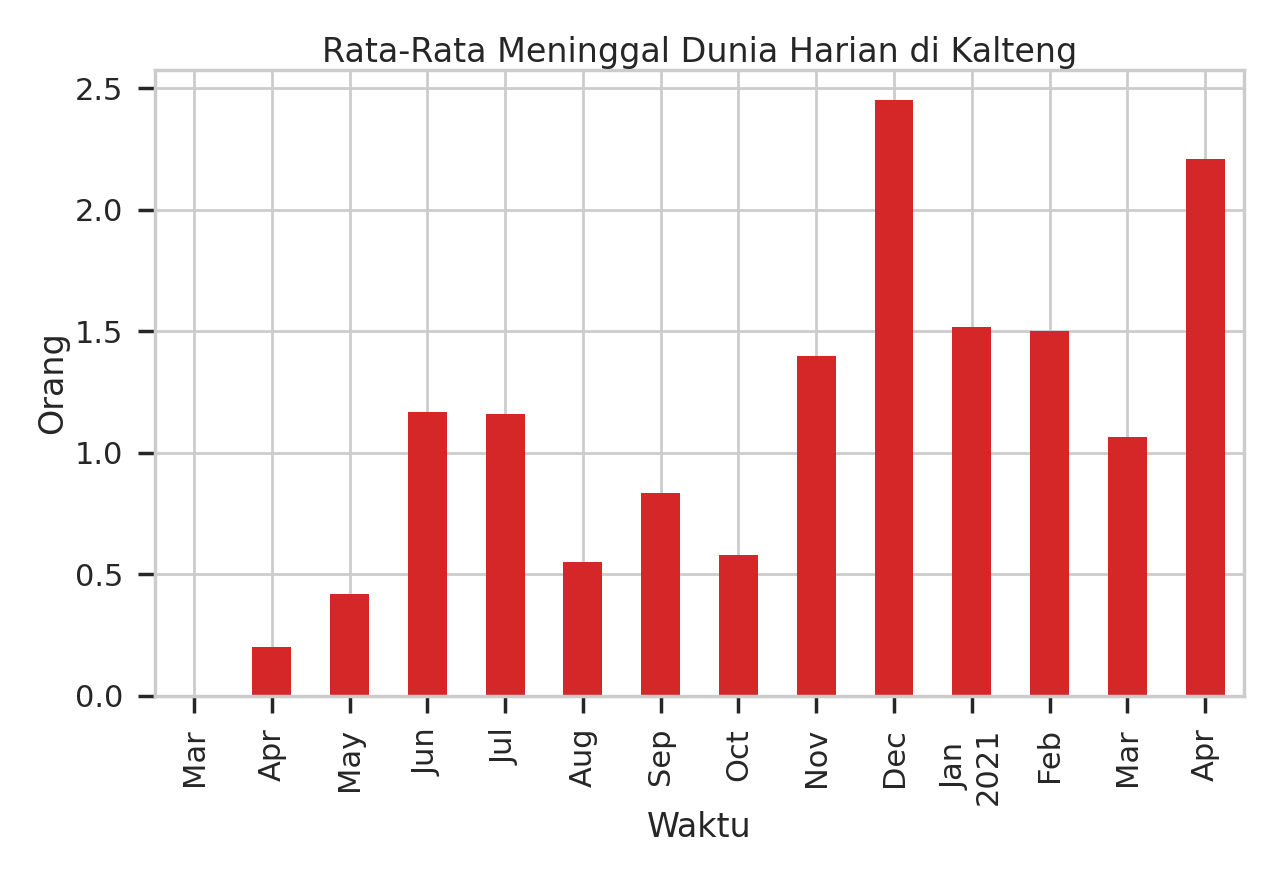 Rata-Rata Meninggal Dunia Harian di Kalteng
2.5
2.0
1.5
1.0
0.5
0.0
Orang
Mar
Apr
May
Jun
Jul
Aug
Sep
Oct
Nov
Dec
Jan
2021
Feb
Mar
Apr
Waktu